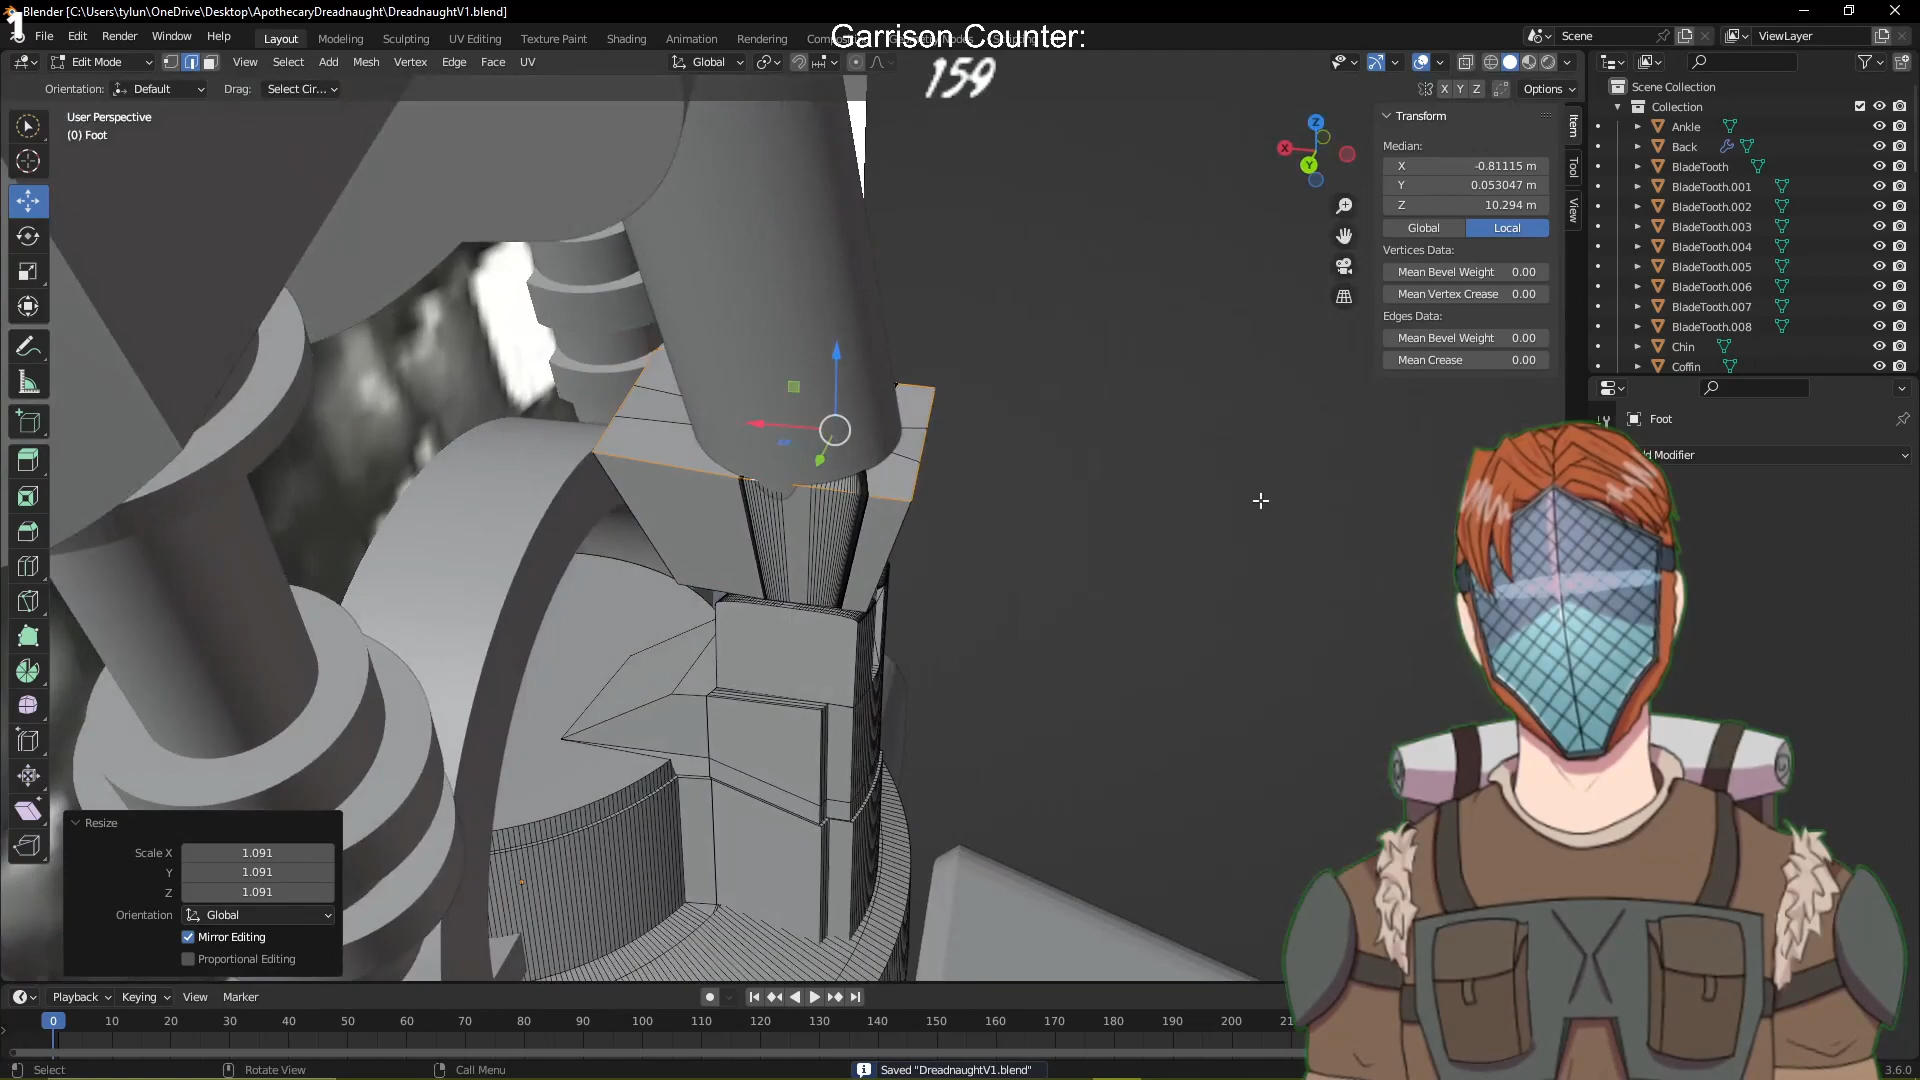 1
Blender [C:\Users\tylun\OneDrive\Desktop\ApothecaryDreadnaught\DreadnaughtV1.blend]
File Edit Render Window Help
Layout Modeling Sculpting UV Editing Texture Paint Shading Animation Rendering
Garrison Counter:
159
Scene
ViewLayer
Edit Mode
View Select Add Mesh Vertex Edge Face UV
Global
Orientation: Default Drag: Select Cir...
X Y Z Options
User Perspective
(0) Foot
Z
X
Y
Transform
Median:
X -0.81115 m
Y 0.053047 m
Z 10.294 m
Global Local
Vertices Data:
Mean Bevel Weight 0.00
Mean Vertex Crease 0.00
Edges Data:
Mean Bevel Weight 0.00
Mean Crease 0.00
Item
Tool
View
Scene Collection
Collection
Ankle
Back
BladeTooth
BladeTooth.001
BladeTooth.002
BladeTooth.003
BladeTooth.004
BladeTooth.005
BladeTooth.006
BladeTooth.007
BladeTooth.008
Chin
Coffin
Foot
Modifier
Resize
Scale X 1.091
Y 1.091
Z 1.091
Orientation Global
Mirror Editing
Proportional Editing
Playback Keying View Marker
0 10 20 30 40 50 60 70 80 90 100 110 120 130 140 150 160 170 180 190 200
Select Rotate View Call Menu
Saved "DreadnaughtV1.blend"
3.6.0